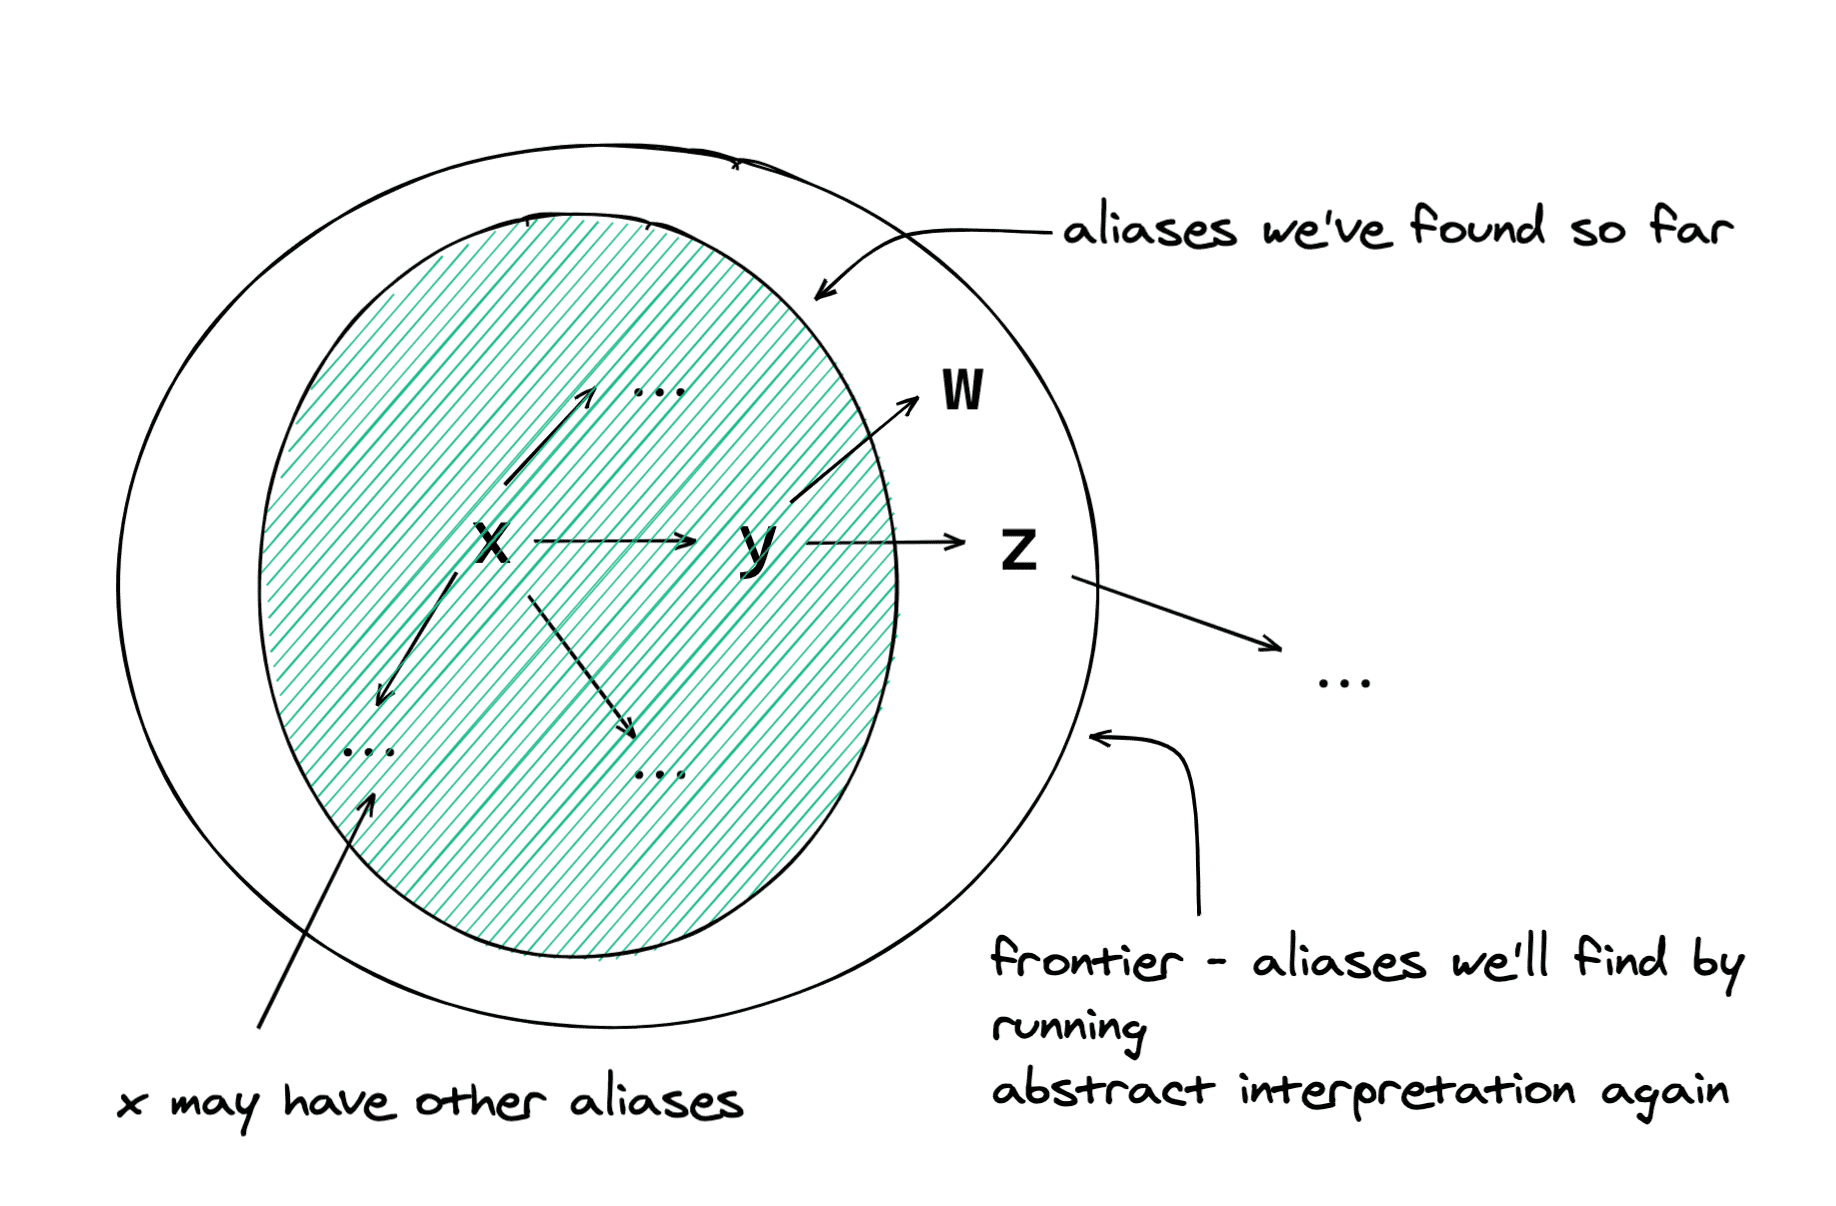 aliases we've found so far
...
W
x
y
z
...
...
...
frontier - aliases we'll find by
running
abstract interpretation again
x may have other aliases